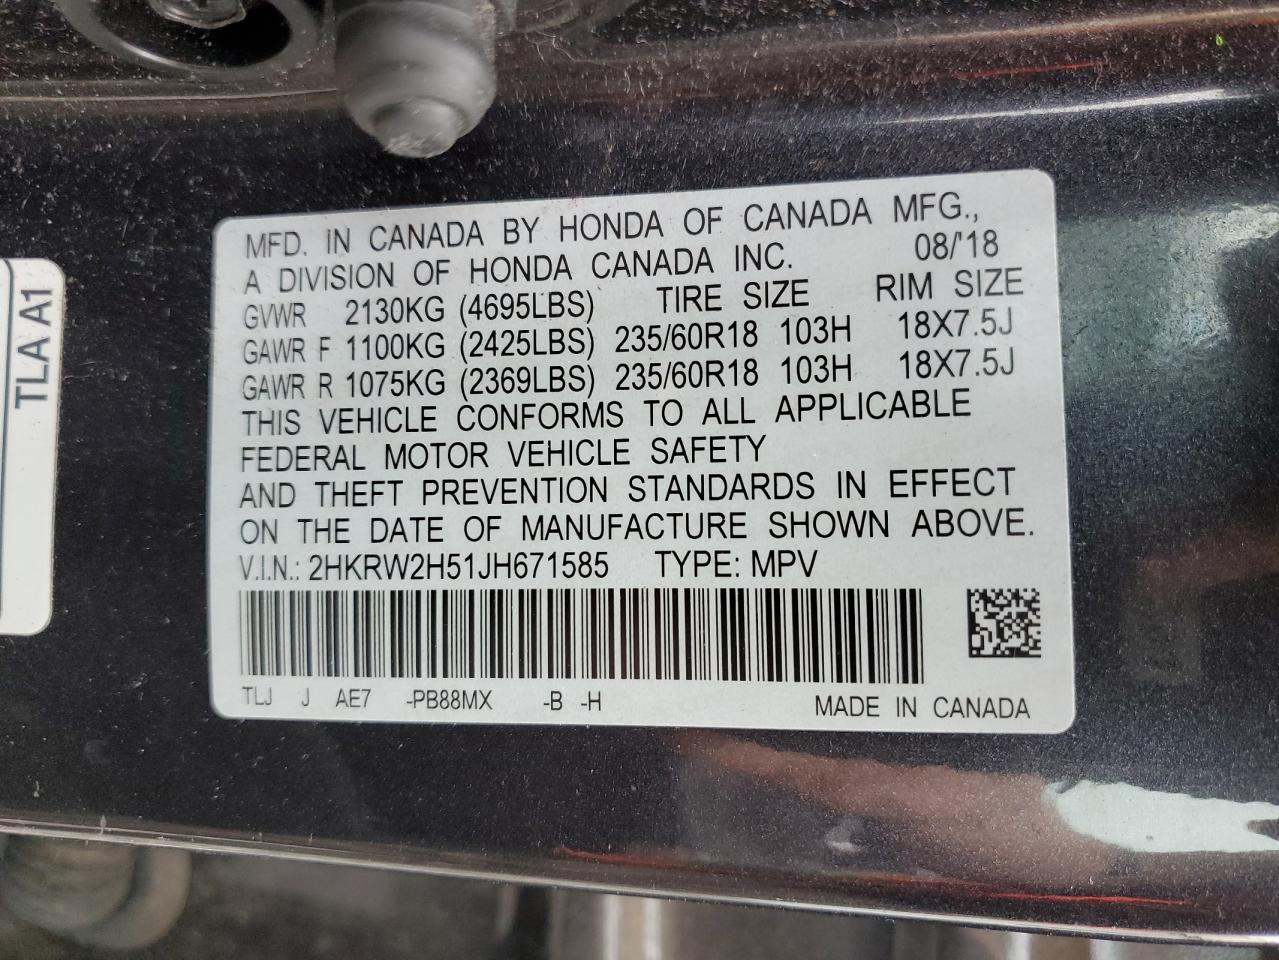 MFD. IN CANADA BY HONDA OF CANADA MFG.,
A DIVISION OF HONDA CANADA INC. 08/'18
GVWR 2130KG (4695LBS) TIRE SIZE RIM SIZE
GAWR F 1100KG (2425LBS) 235/60R18 103H 18X7.5J
GAWR R 1075KG (2369LBS) 235/60R18 103H 18X7.5J
THIS VEHICLE CONFORMS TO ALL APPLICABLE
FEDERAL MOTOR VEHICLE SAFETY
AND THEFT PREVENTION STANDARDS IN EFFECT
ON THE DATE OF MANUFACTURE SHOWN ABOVE.
V.I.N.: 2HKRW2H51JH671585 TYPE: MPV
TLJ J AE7 -PB88MX -B -H MADE IN CANADA
TLA A1